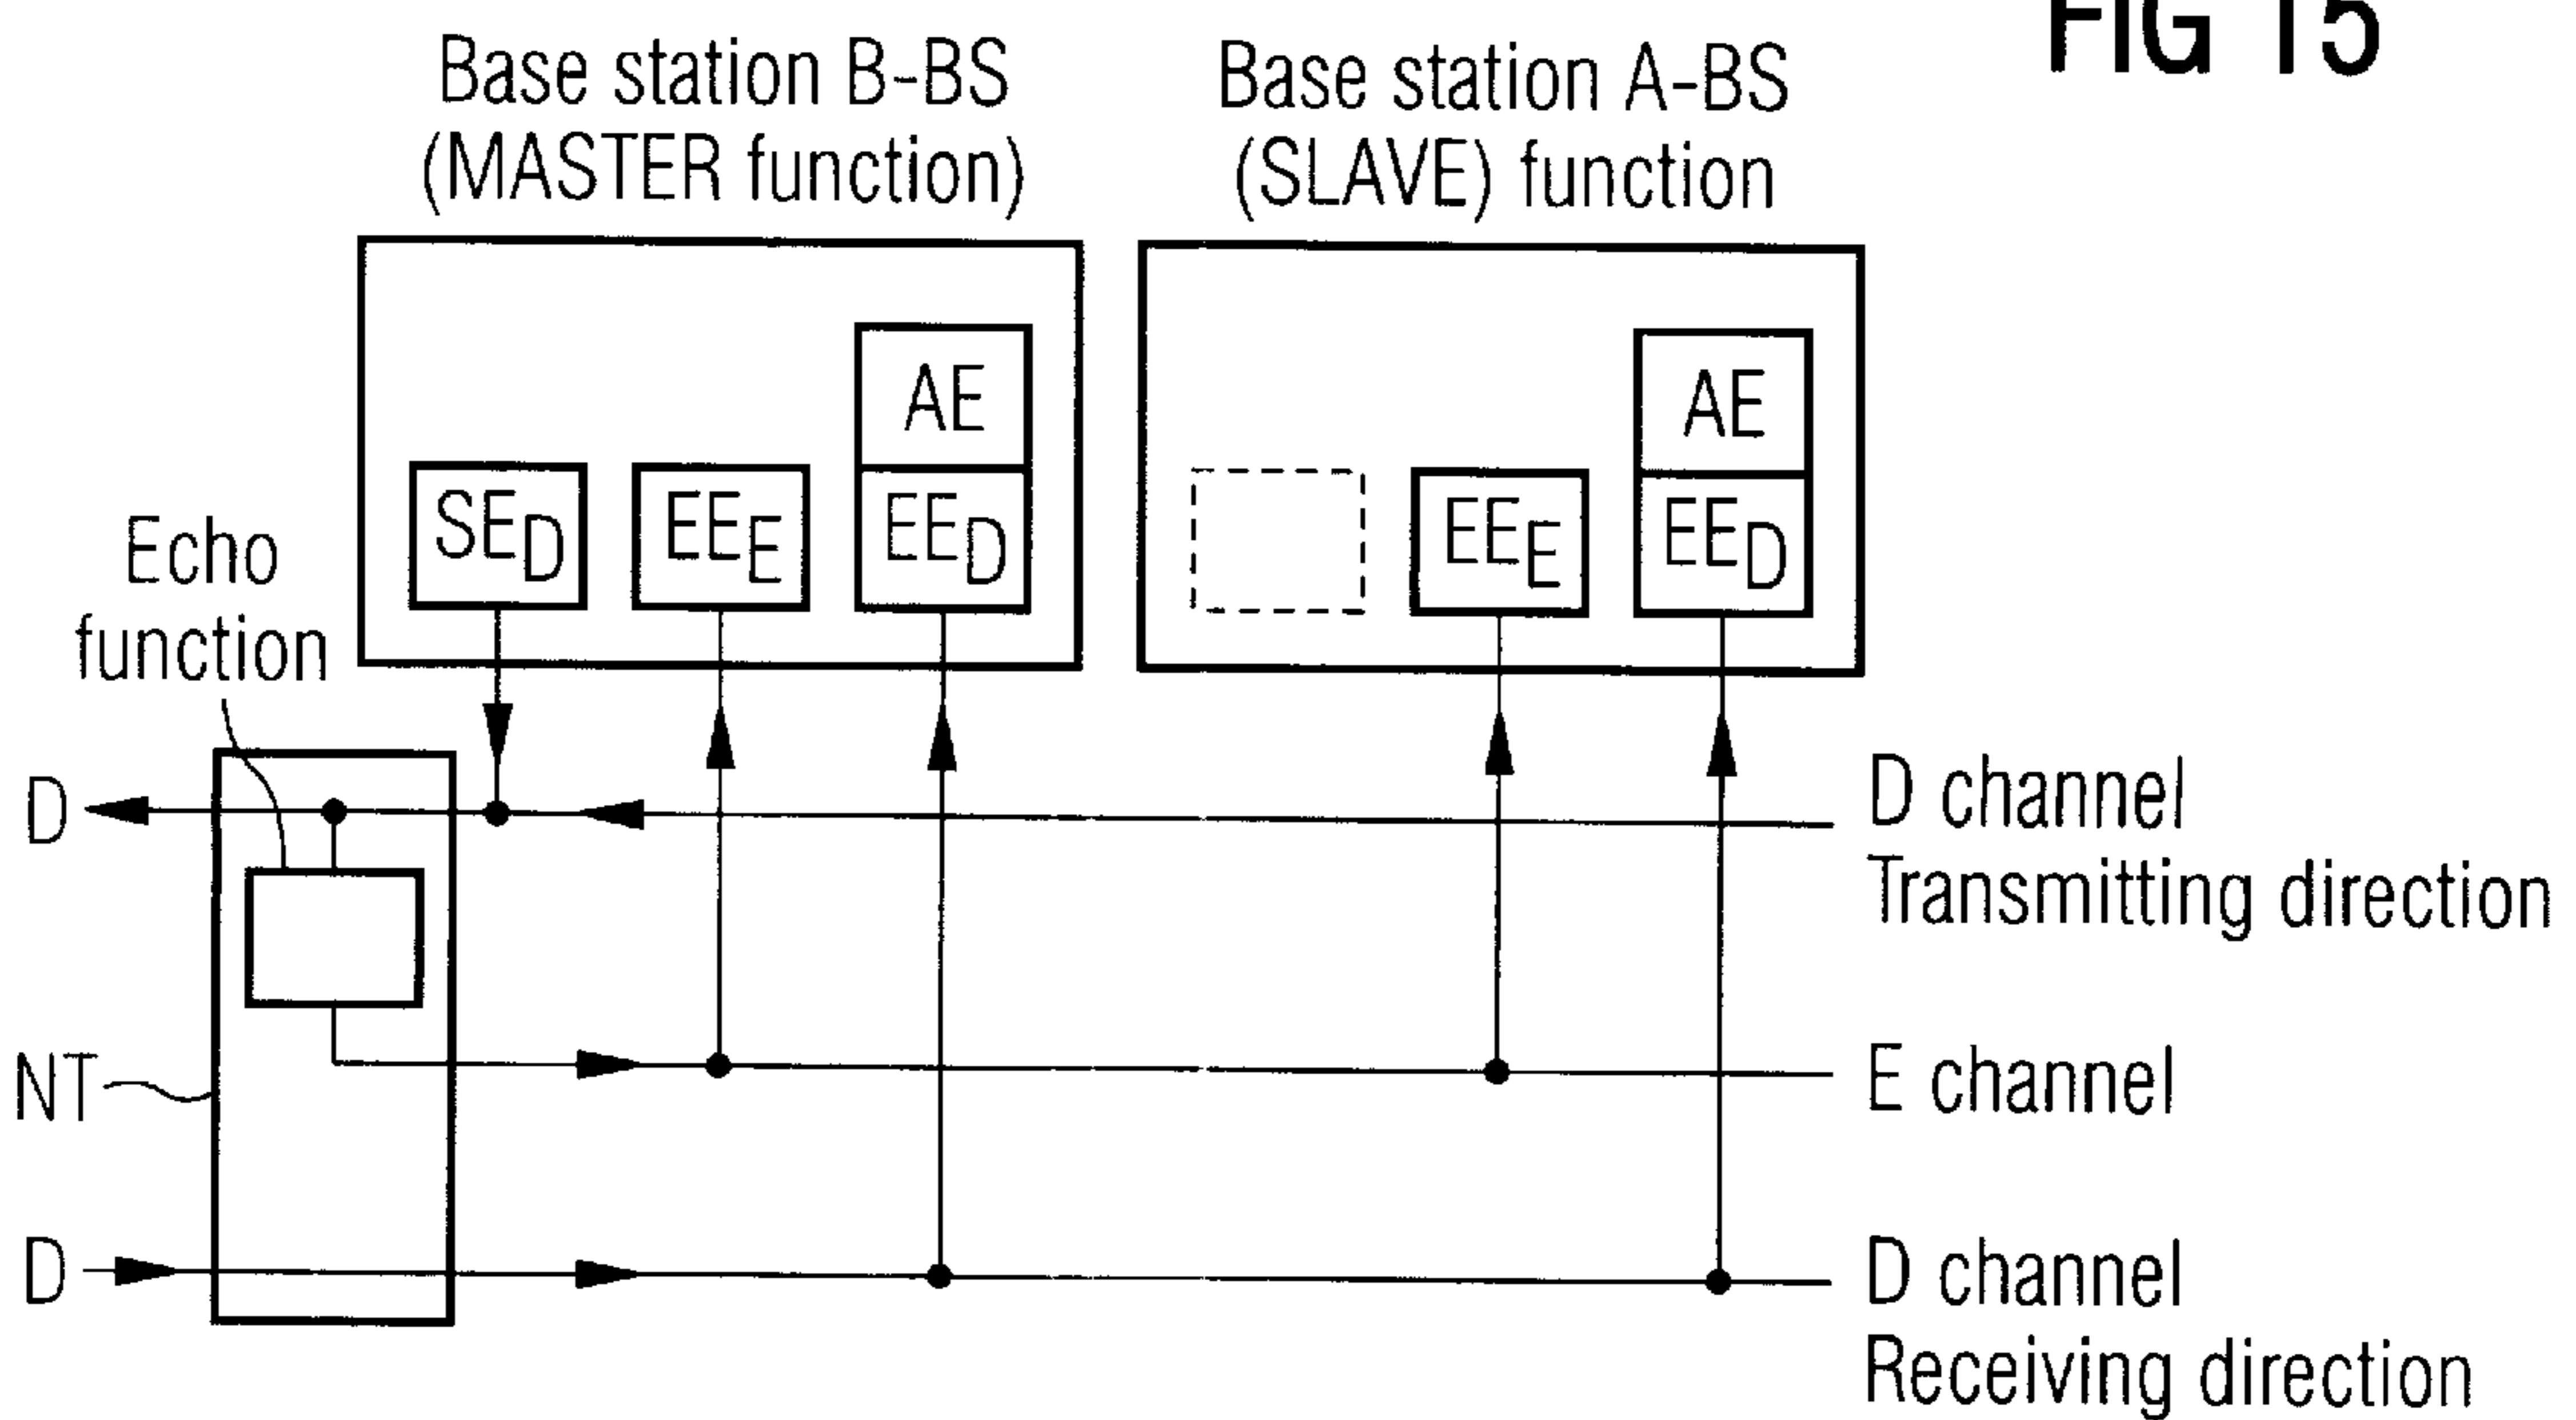 FIG 15
Base station B-BS
(MASTER function)
Base station A-BS
(SLAVE) function
AE
AE
SED
EEE
EED
EEE
EED
Echo
function
D
D channel
Transmitting direction
NT
E channel
D
D channel
Receiving direction